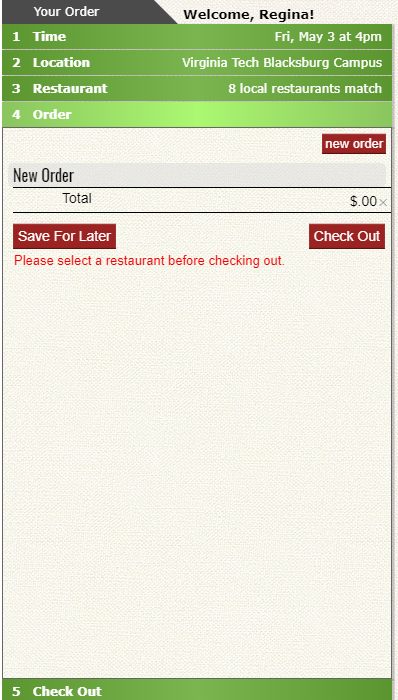 Your Order
Welcome, Regina!
1 Time Fri, May 3 at 4pm
2 Location Virginia Tech Blacksburg Campus
3 Restaurant 8 local restaurants match
4 Order
new order
New Order
Total $.00×
Save For Later Check Out
Please select a restaurant before checking out.
5 Check Out